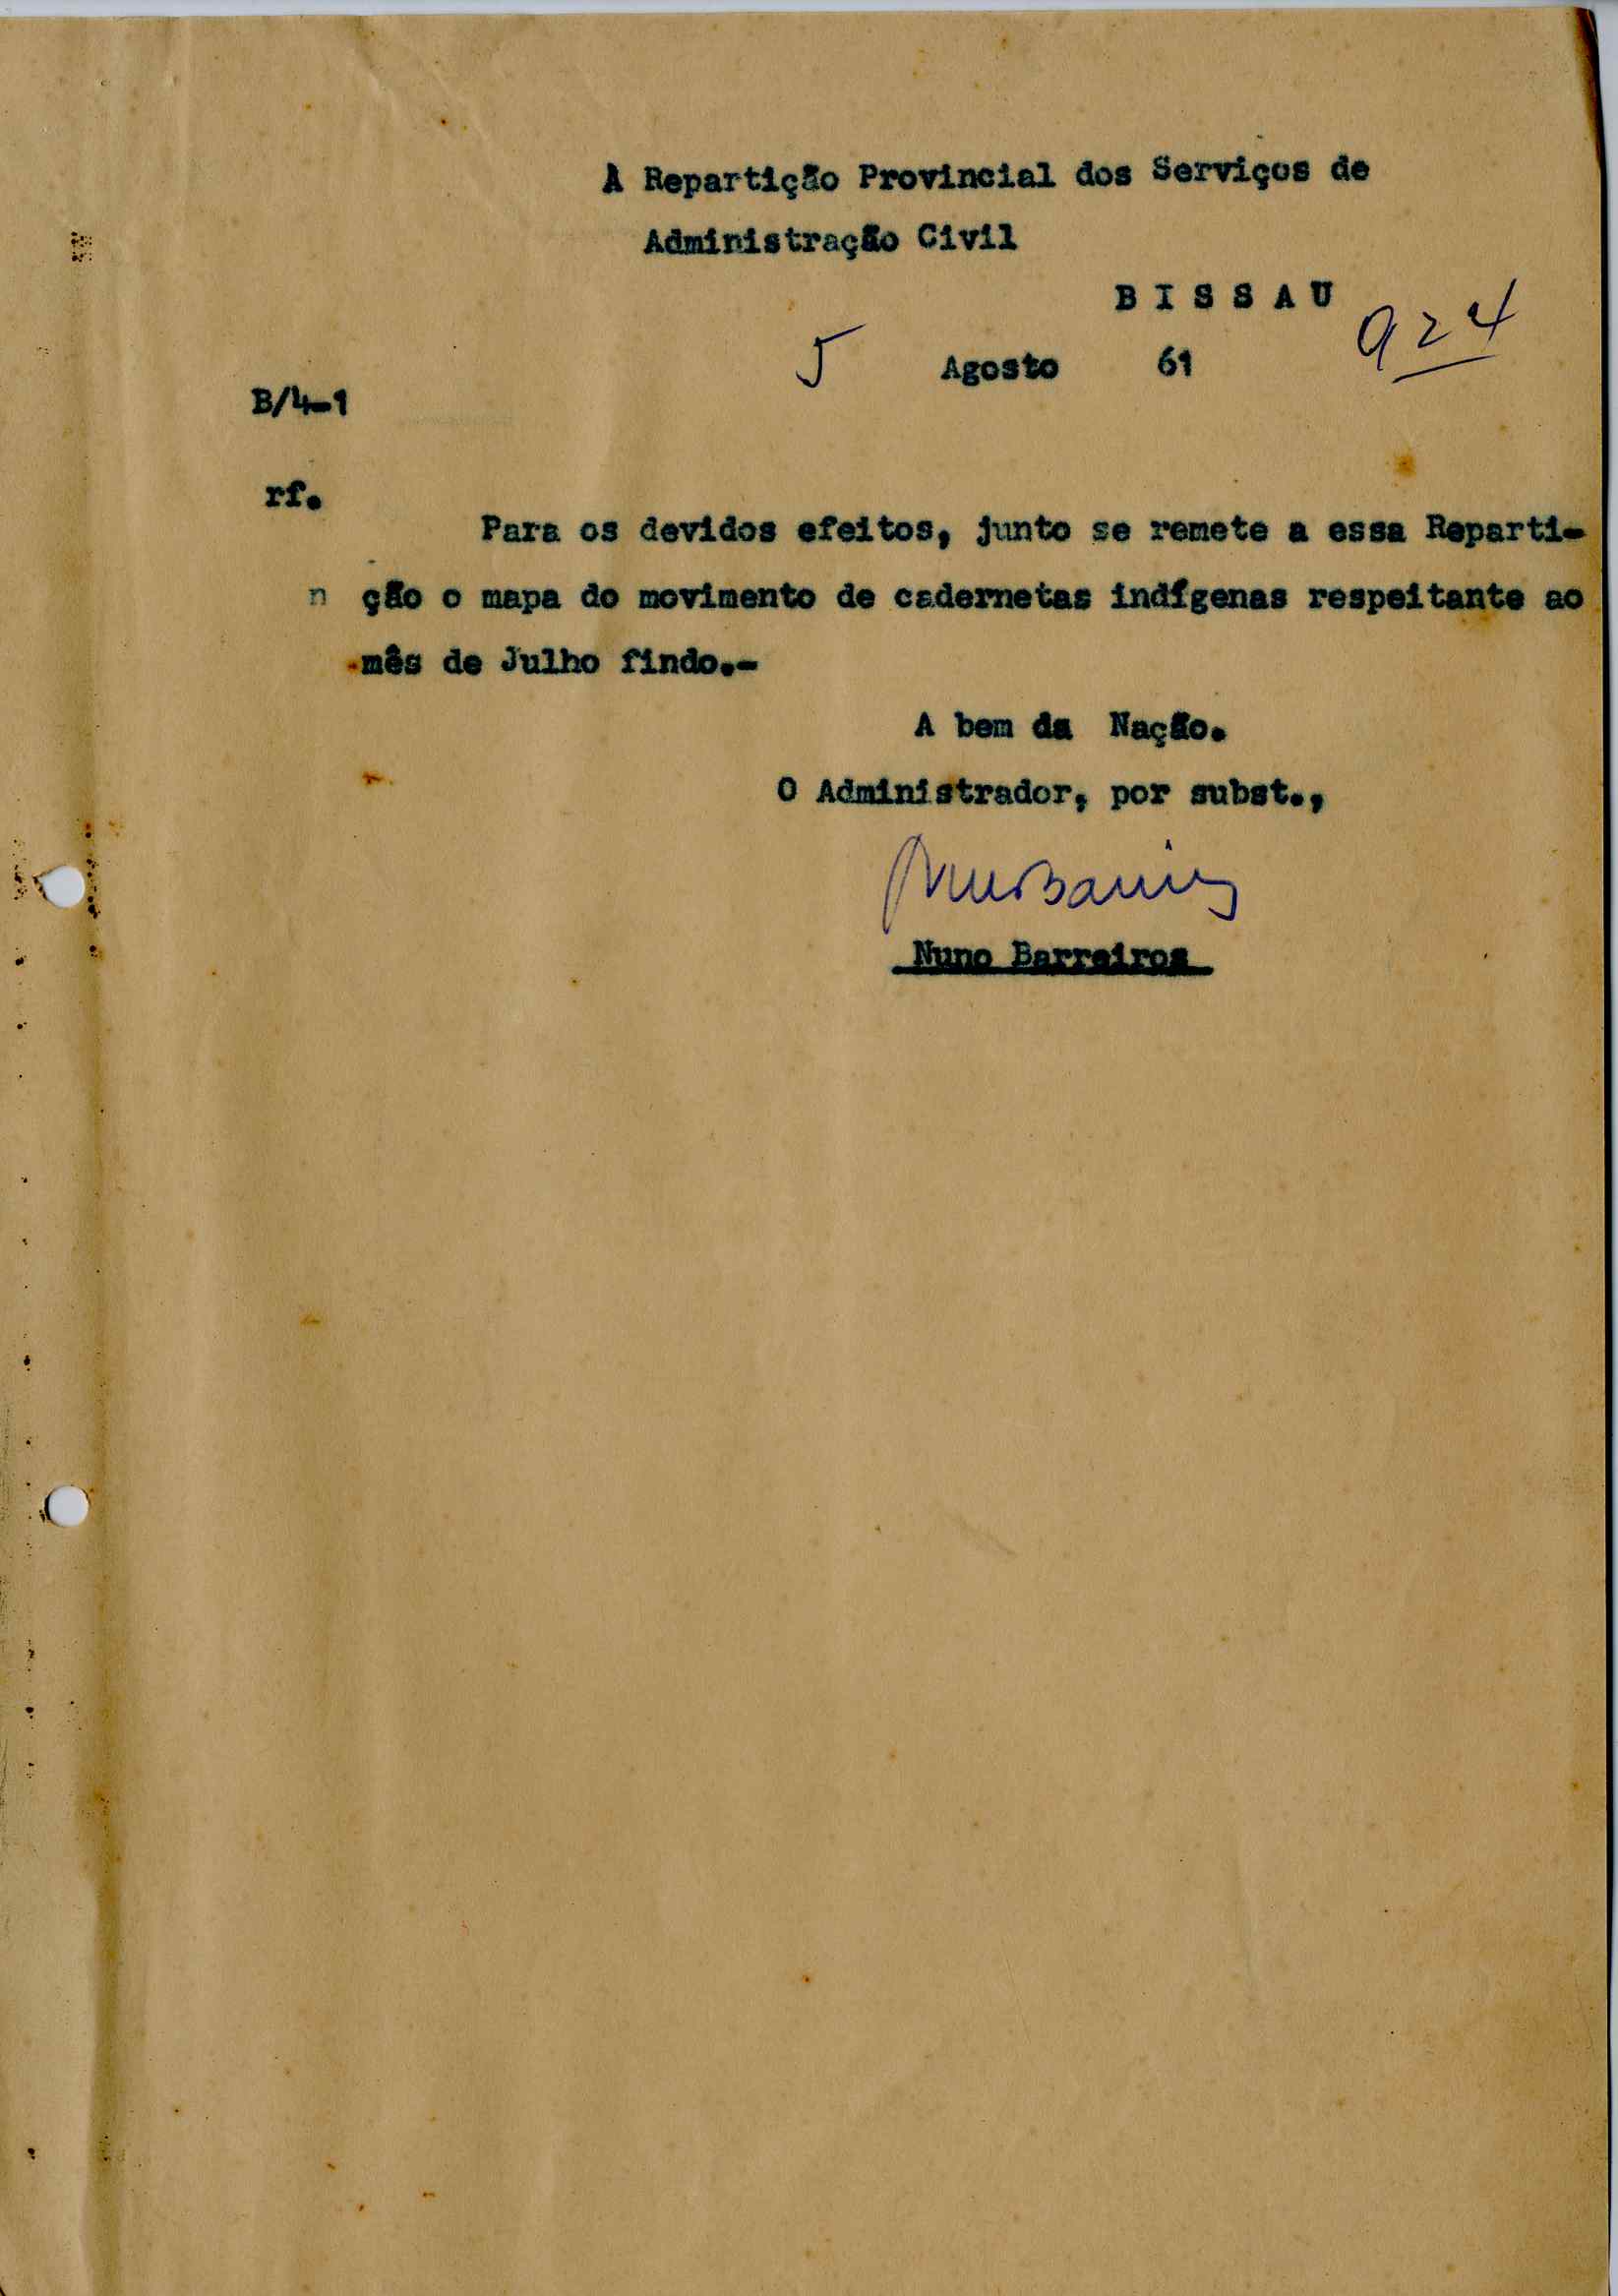 À Repartição Provincial dos Serviços de
Administração Civil
B I S S A U
5 Agosto 61 924
B/4-1
rf.
Para os devidos efeitos, junto se remete a essa Reparti-
n ção o mapa do movimento de cadernetas indígenas respeitante ao
mês de Julho findo.-
A bem da Nação.
O Administrador, por subst.,
Nuno Barreiros